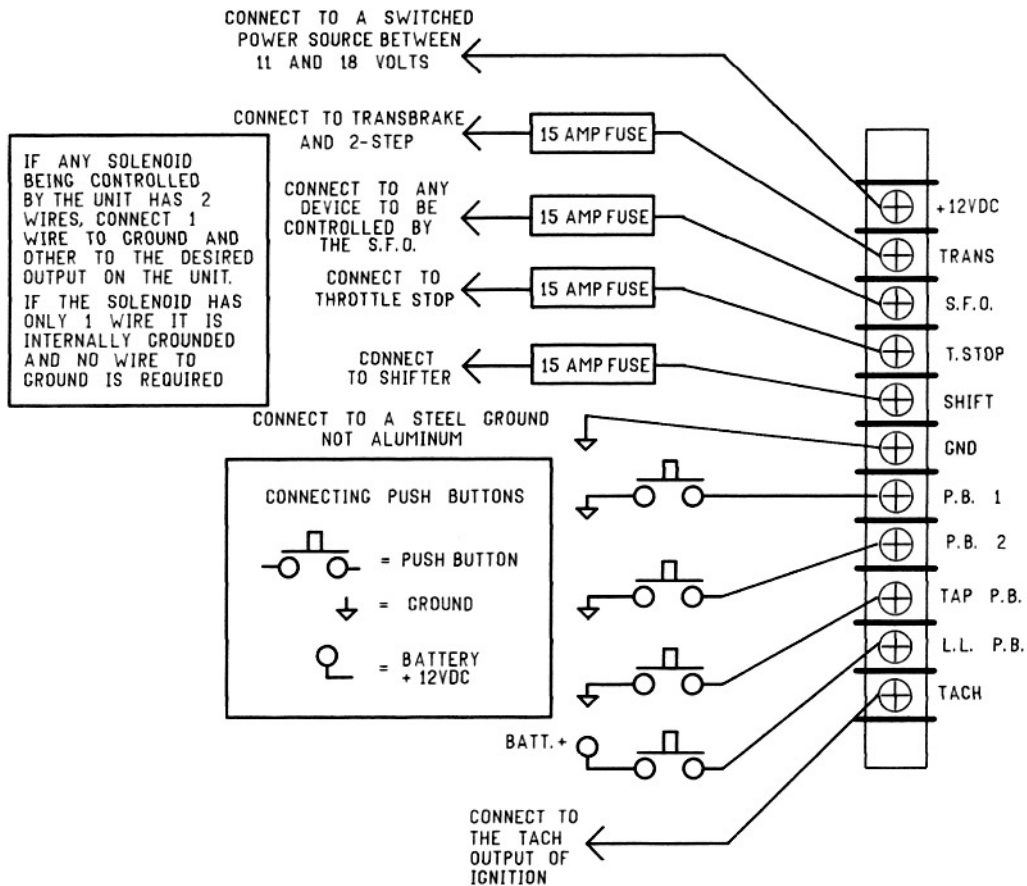 CONNECT TO A SWITCHED
POWER SOURCE BETWEEN
11 AND 18 VOLTS
CONNECT TO TRANSBRAKE
AND 2-STEP
15 AMP FUSE
IF ANY SOLENOID
BEING CONTROLLED
BY THE UNIT HAS 2
WIRES, CONNECT 1
WIRE TO GROUND AND
OTHER TO THE DESIRED
OUTPUT ON THE UNIT.
IF THE SOLENOID HAS
ONLY 1 WIRE IT IS
INTERNALLY GROUNDED
AND NO WIRE TO
GROUND IS REQUIRED
CONNECT TO ANY
DEVICE TO BE
CONTROLLED BY
THE S.F.O.
15 AMP FUSE
CONNECT TO
THROTTLE STOP
15 AMP FUSE
CONNECT
TO SHIFTER
15 AMP FUSE
CONNECT TO A STEEL GROUND
NOT ALUMINUM
+12VDC
TRANS
S.F.O.
T.STOP
SHIFT
GND
P.B. 1
P.B. 2
TAP P.B.
L.L. P.B.
TACH
CONNECTING PUSH BUTTONS
= PUSH BUTTON
= GROUND
= BATTERY
+12VDC
BATT.+
CONNECT TO
THE TACH
OUTPUT OF
IGNITION